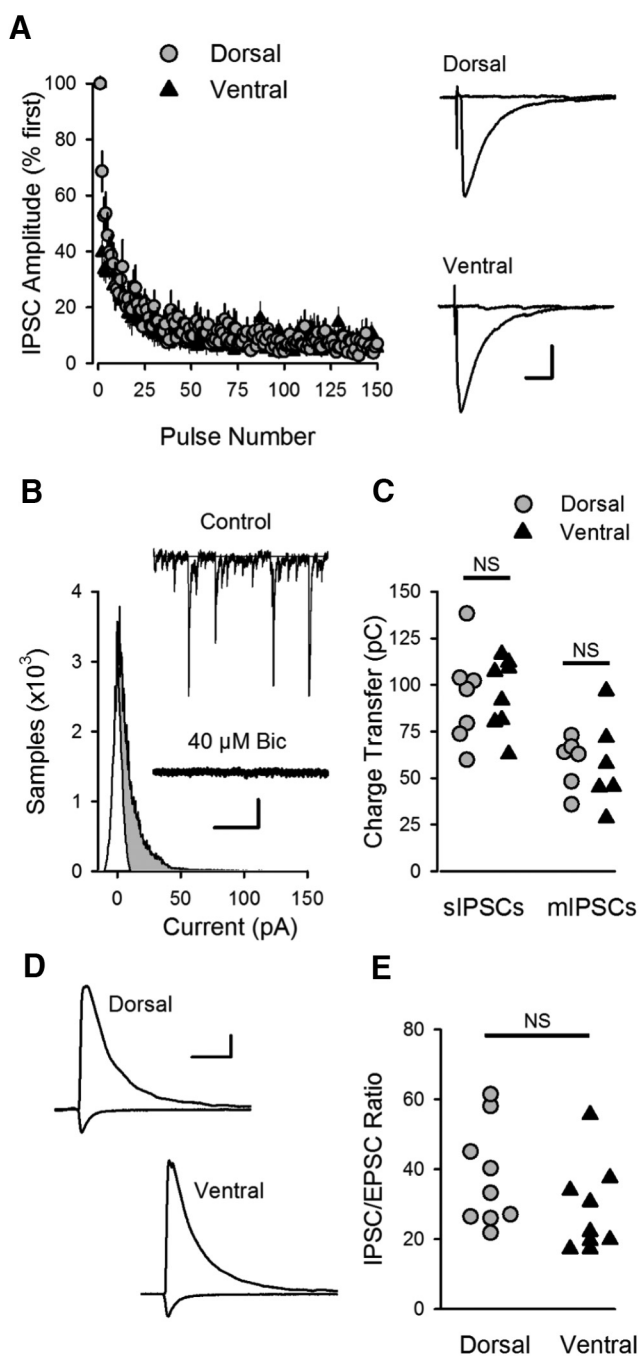 A
Dorsal
Ventral
IPSC Amplitude (% first)
100
80
60
40
20
0
0 25 50 75 100 125 150
Pulse Number
Dorsal
Ventral
B
Control
40 µM Bic
Samples (x10³)
4
3
2
1
0
0 50 100 150
Current (pA)
C
Dorsal
Ventral
NS
NS
Charge Transfer (pC)
150
125
100
75
50
25
0
sIPSCs mIPSCs
D
Dorsal
Ventral
E
NS
IPSC/EPSC Ratio
80
60
40
20
0
Dorsal Ventral